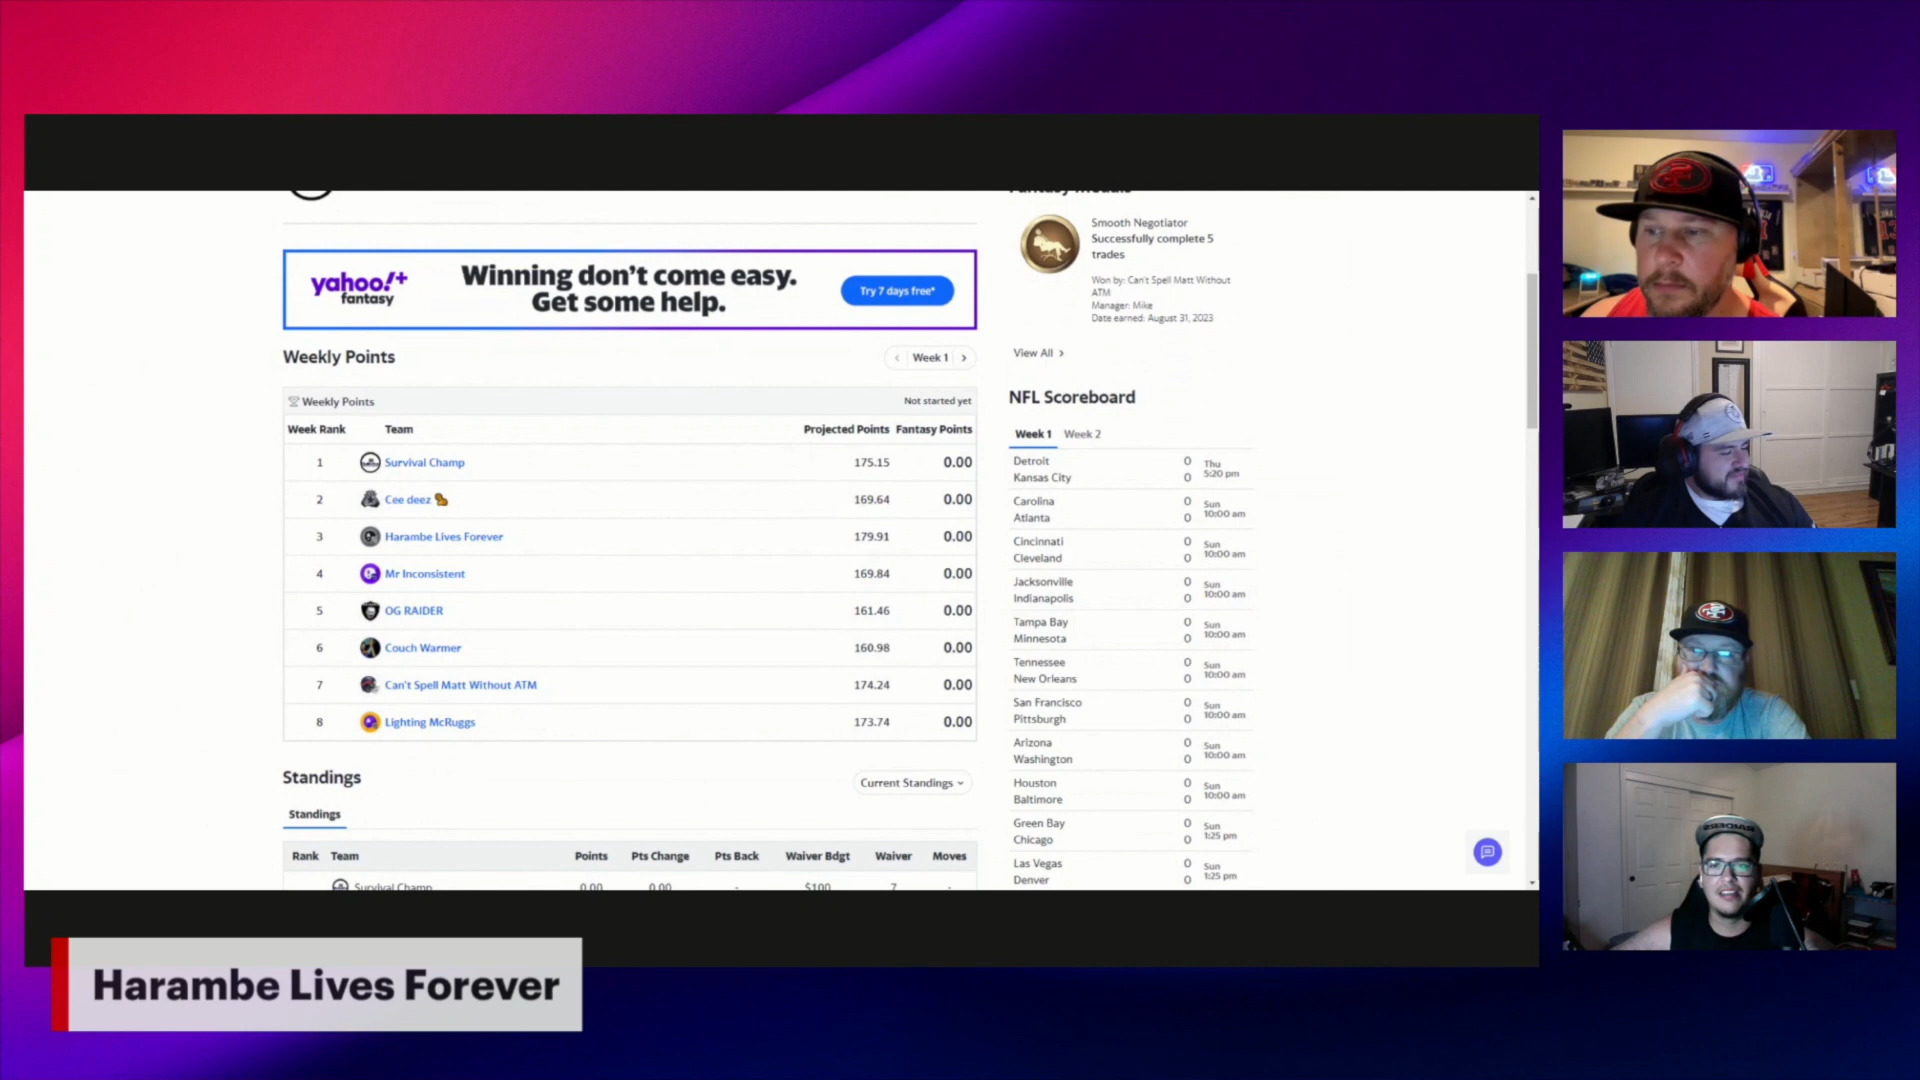 yahoo!+
fantasy
Winning don't come easy.
Get some help.
Try 7 days free*
Weekly Points
Week 1
Weekly Points
Not started yet
Week Rank Team Projected Points Fantasy Points
1 Survival Champ 175.15 0.00
2 Cee deez 169.64 0.00
3 Harambe Lives Forever 179.91 0.00
4 Mr Inconsistent 169.84 0.00
5 OG RAIDER 161.46 0.00
6 Couch Warmer 160.98 0.00
7 Can't Spell Matt Without ATM 174.24 0.00
8 Lighting McRuggs 173.74 0.00
Standings
Current Standings
Standings
Rank Team Points Pts Change Pts Back Waiver Bdgt Waiver Moves
Survival Champ 0.00 0.00 - $100 7 -
Smooth Negotiator
Successfully complete 5
trades
Won by: Can't Spell Matt Without
ATM
Manager: Mike
Date earned: August 31, 2023
View All
NFL Scoreboard
Week 1 Week 2
Detroit 0 Thu
Kansas City 0 5:20 pm
Carolina 0 Sun
Atlanta 0 10:00 am
Cincinnati 0 Sun
Cleveland 0 10:00 am
Jacksonville 0 Sun
Indianapolis 0 10:00 am
Tampa Bay 0 Sun
Minnesota 0 10:00 am
Tennessee 0 Sun
New Orleans 0 10:00 am
San Francisco 0 Sun
Pittsburgh 0 10:00 am
Arizona 0 Sun
Washington 0 10:00 am
Houston 0 Sun
Baltimore 0 10:00 am
Green Bay 0 Sun
Chicago 0 1:25 pm
Las Vegas 0 Sun
Denver 0 1:25 pm
Harambe Lives Forever